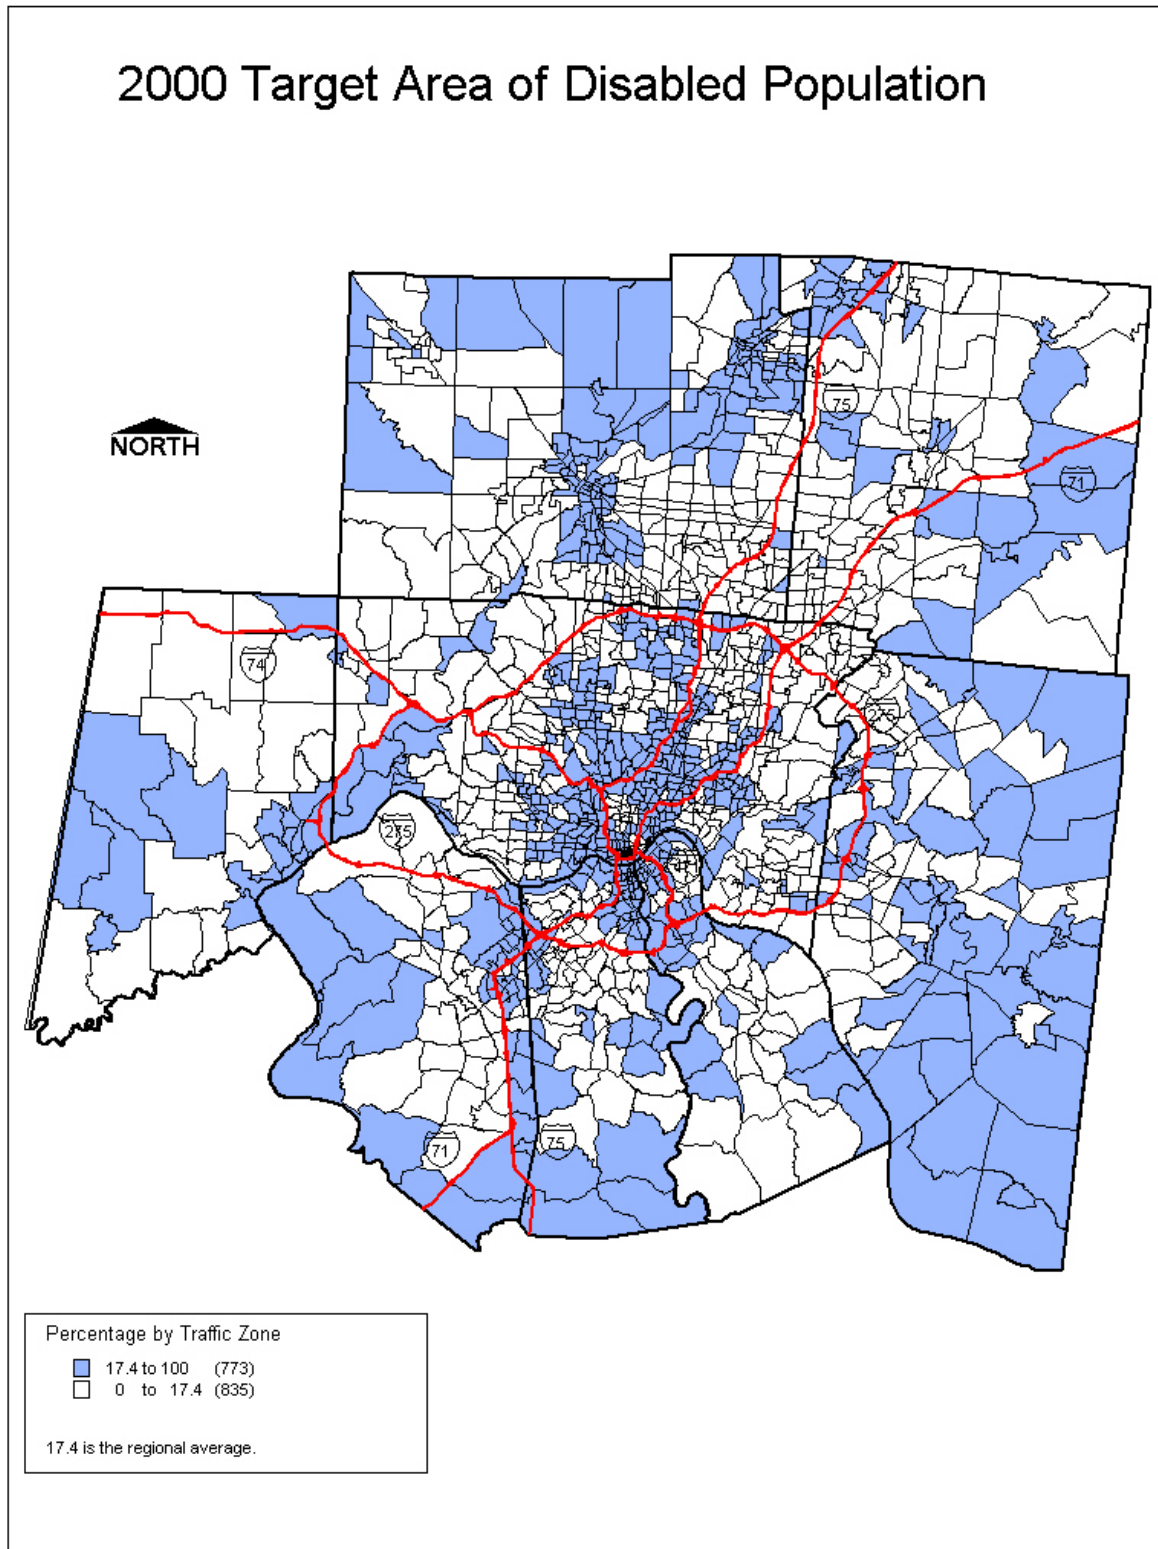 2000 Target Area of Disabled Population
NORTH
75
71
74
275
275
71
75
Percentage by Traffic Zone
17.4 to 100 (773)
0 to 17.4 (835)
17.4 is the regional average.